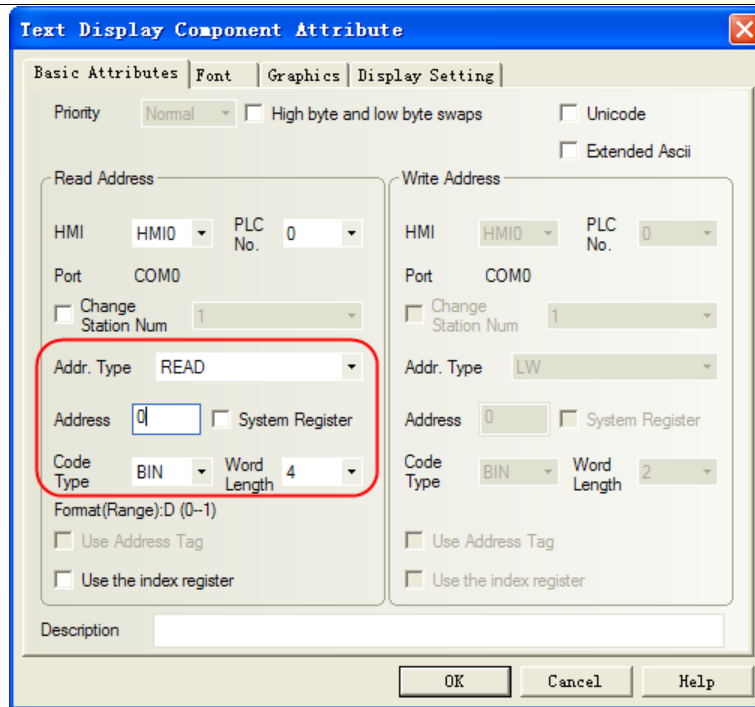 Text Display Component Attribute
Basic Attributes Font Graphics Display Setting
Priority Normal High byte and low byte swaps Unicode
Extended Ascii
Read Address
HMI HMI0 PLC No. 0
Port COM0
Change Station Num 1
Addr. Type READ
Address 0 System Register
Code Type BIN Word Length 4
Format(Range):D (0--1)
Use Address Tag
Use the index register
Write Address
HMI HMI0 PLC No. 0
Port COM0
Change Station Num 1
Addr. Type LW
Address 0 System Register
Code Type BIN Word Length 2
Use Address Tag
Use the index register
Description
OK Cancel Help